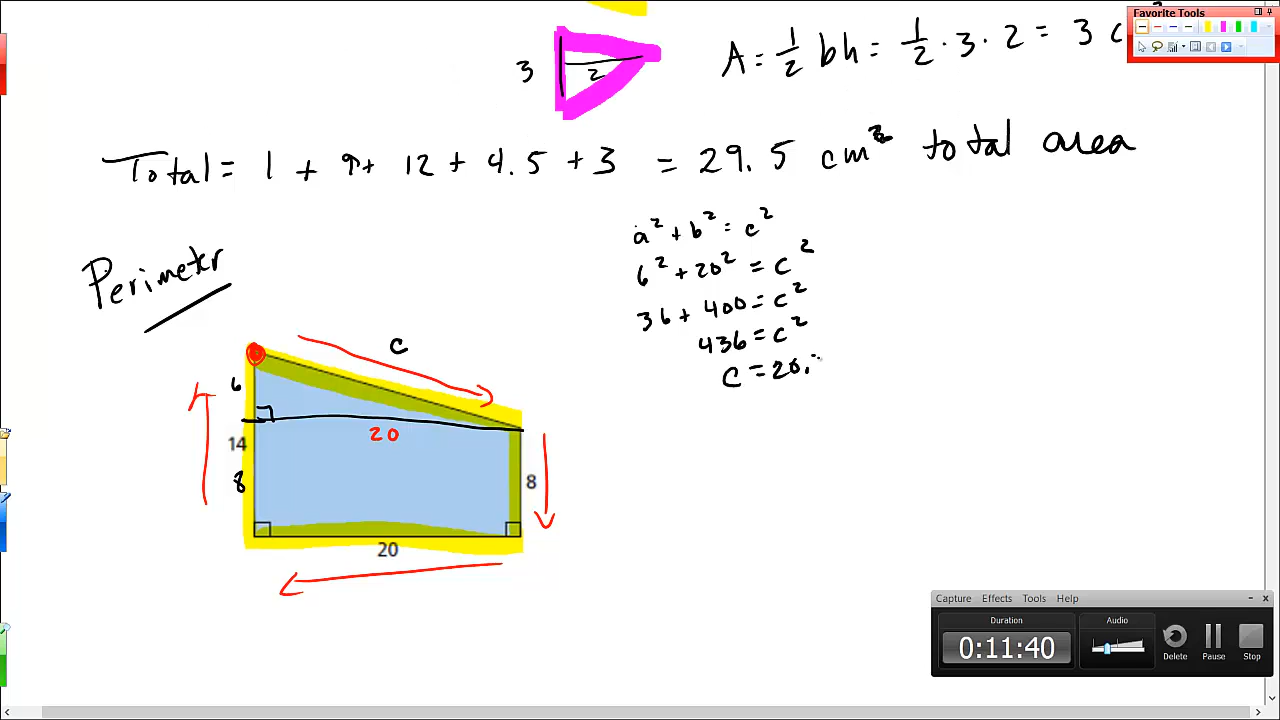 Favorite Tools
3
2
A = 1/2 bh = 1/2 · 3 · 2 = 3 c
Total = 1 + 9 + 12 + 4.5 + 3 = 29.5 cm² total area
Perimeter
a² + b² = c²
6² + 20² = c²
36 + 400 = c²
436 = c²
c = 20.
c
6
20
14
8
8
20
Capture Effects Tools Help
Duration
Audio
0:11:40
Delete
Pause
Stop